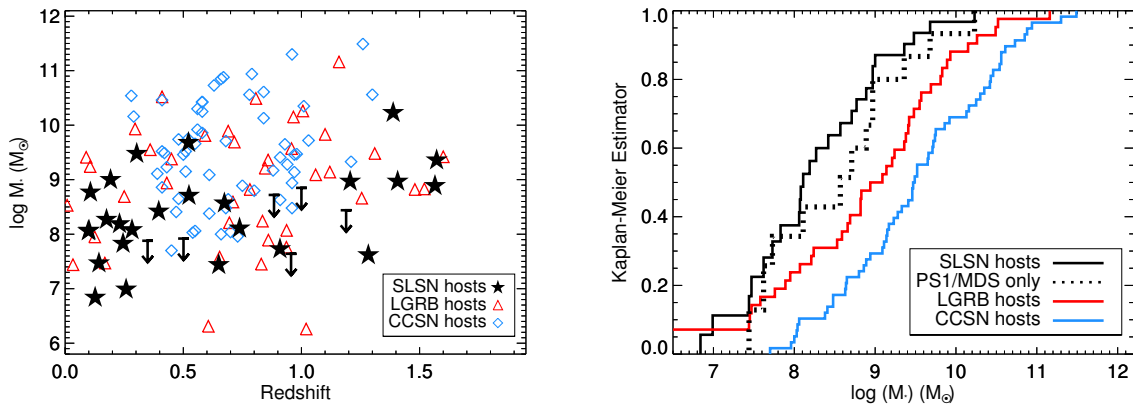 12
11
10
9
8
7
6
log M* (M⊙)
0.0
0.5
1.0
1.5
Redshift
SLSN hosts
LGRB hosts
CCSN hosts
1.0
0.8
0.6
0.4
0.2
0.0
Kaplan-Meier Estimator
7
8
9
10
11
12
log (M*) (M⊙)
SLSN hosts
PS1/MDS only
LGRB hosts
CCSN hosts